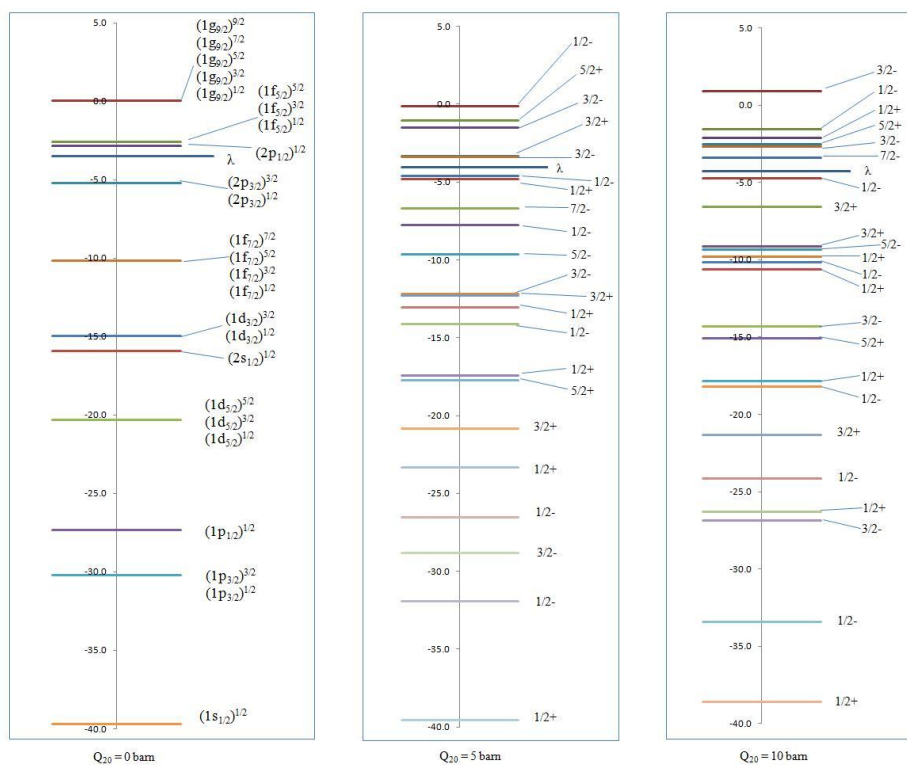 5.0
(1g9/2)^9/2
(1g9/2)^7/2
(1g9/2)^5/2
(1g9/2)^3/2
(1g9/2)^1/2
0.0
(1f5/2)^5/2
(1f5/2)^3/2
(1f5/2)^1/2
(2p1/2)^1/2
λ
-5.0
(2p3/2)^3/2
(2p3/2)^1/2
(1f7/2)^7/2
(1f7/2)^5/2
(1f7/2)^3/2
(1f7/2)^1/2
-10.0
(1d3/2)^3/2
(1d3/2)^1/2
-15.0
(2s1/2)^1/2
(1d5/2)^5/2
(1d5/2)^3/2
(1d5/2)^1/2
-20.0
-25.0
(1p1/2)^1/2
-30.0
(1p3/2)^3/2
(1p3/2)^1/2
-35.0
(1s1/2)^1/2
-40.0
Q20 = 0 barn
5.0
1/2-
5/2+
0.0
3/2-
3/2+
3/2-
λ
1/2-
-5.0
1/2+
7/2-
1/2-
5/2-
-10.0
3/2-
3/2+
1/2+
1/2-
-15.0
1/2+
5/2+
-20.0
3/2+
1/2+
-25.0
1/2-
3/2-
-30.0
1/2-
-35.0
1/2+
-40.0
Q20 = 5 barn
5.0
3/2-
1/2-
0.0
1/2+
5/2+
3/2-
7/2-
λ
-5.0
1/2-
3/2+
3/2+
5/2-
1/2+
-10.0
1/2-
1/2+
3/2-
-15.0
5/2+
1/2+
1/2-
-20.0
3/2+
1/2-
-25.0
1/2+
3/2-
-30.0
1/2-
-35.0
1/2+
-40.0
Q20 = 10 barn